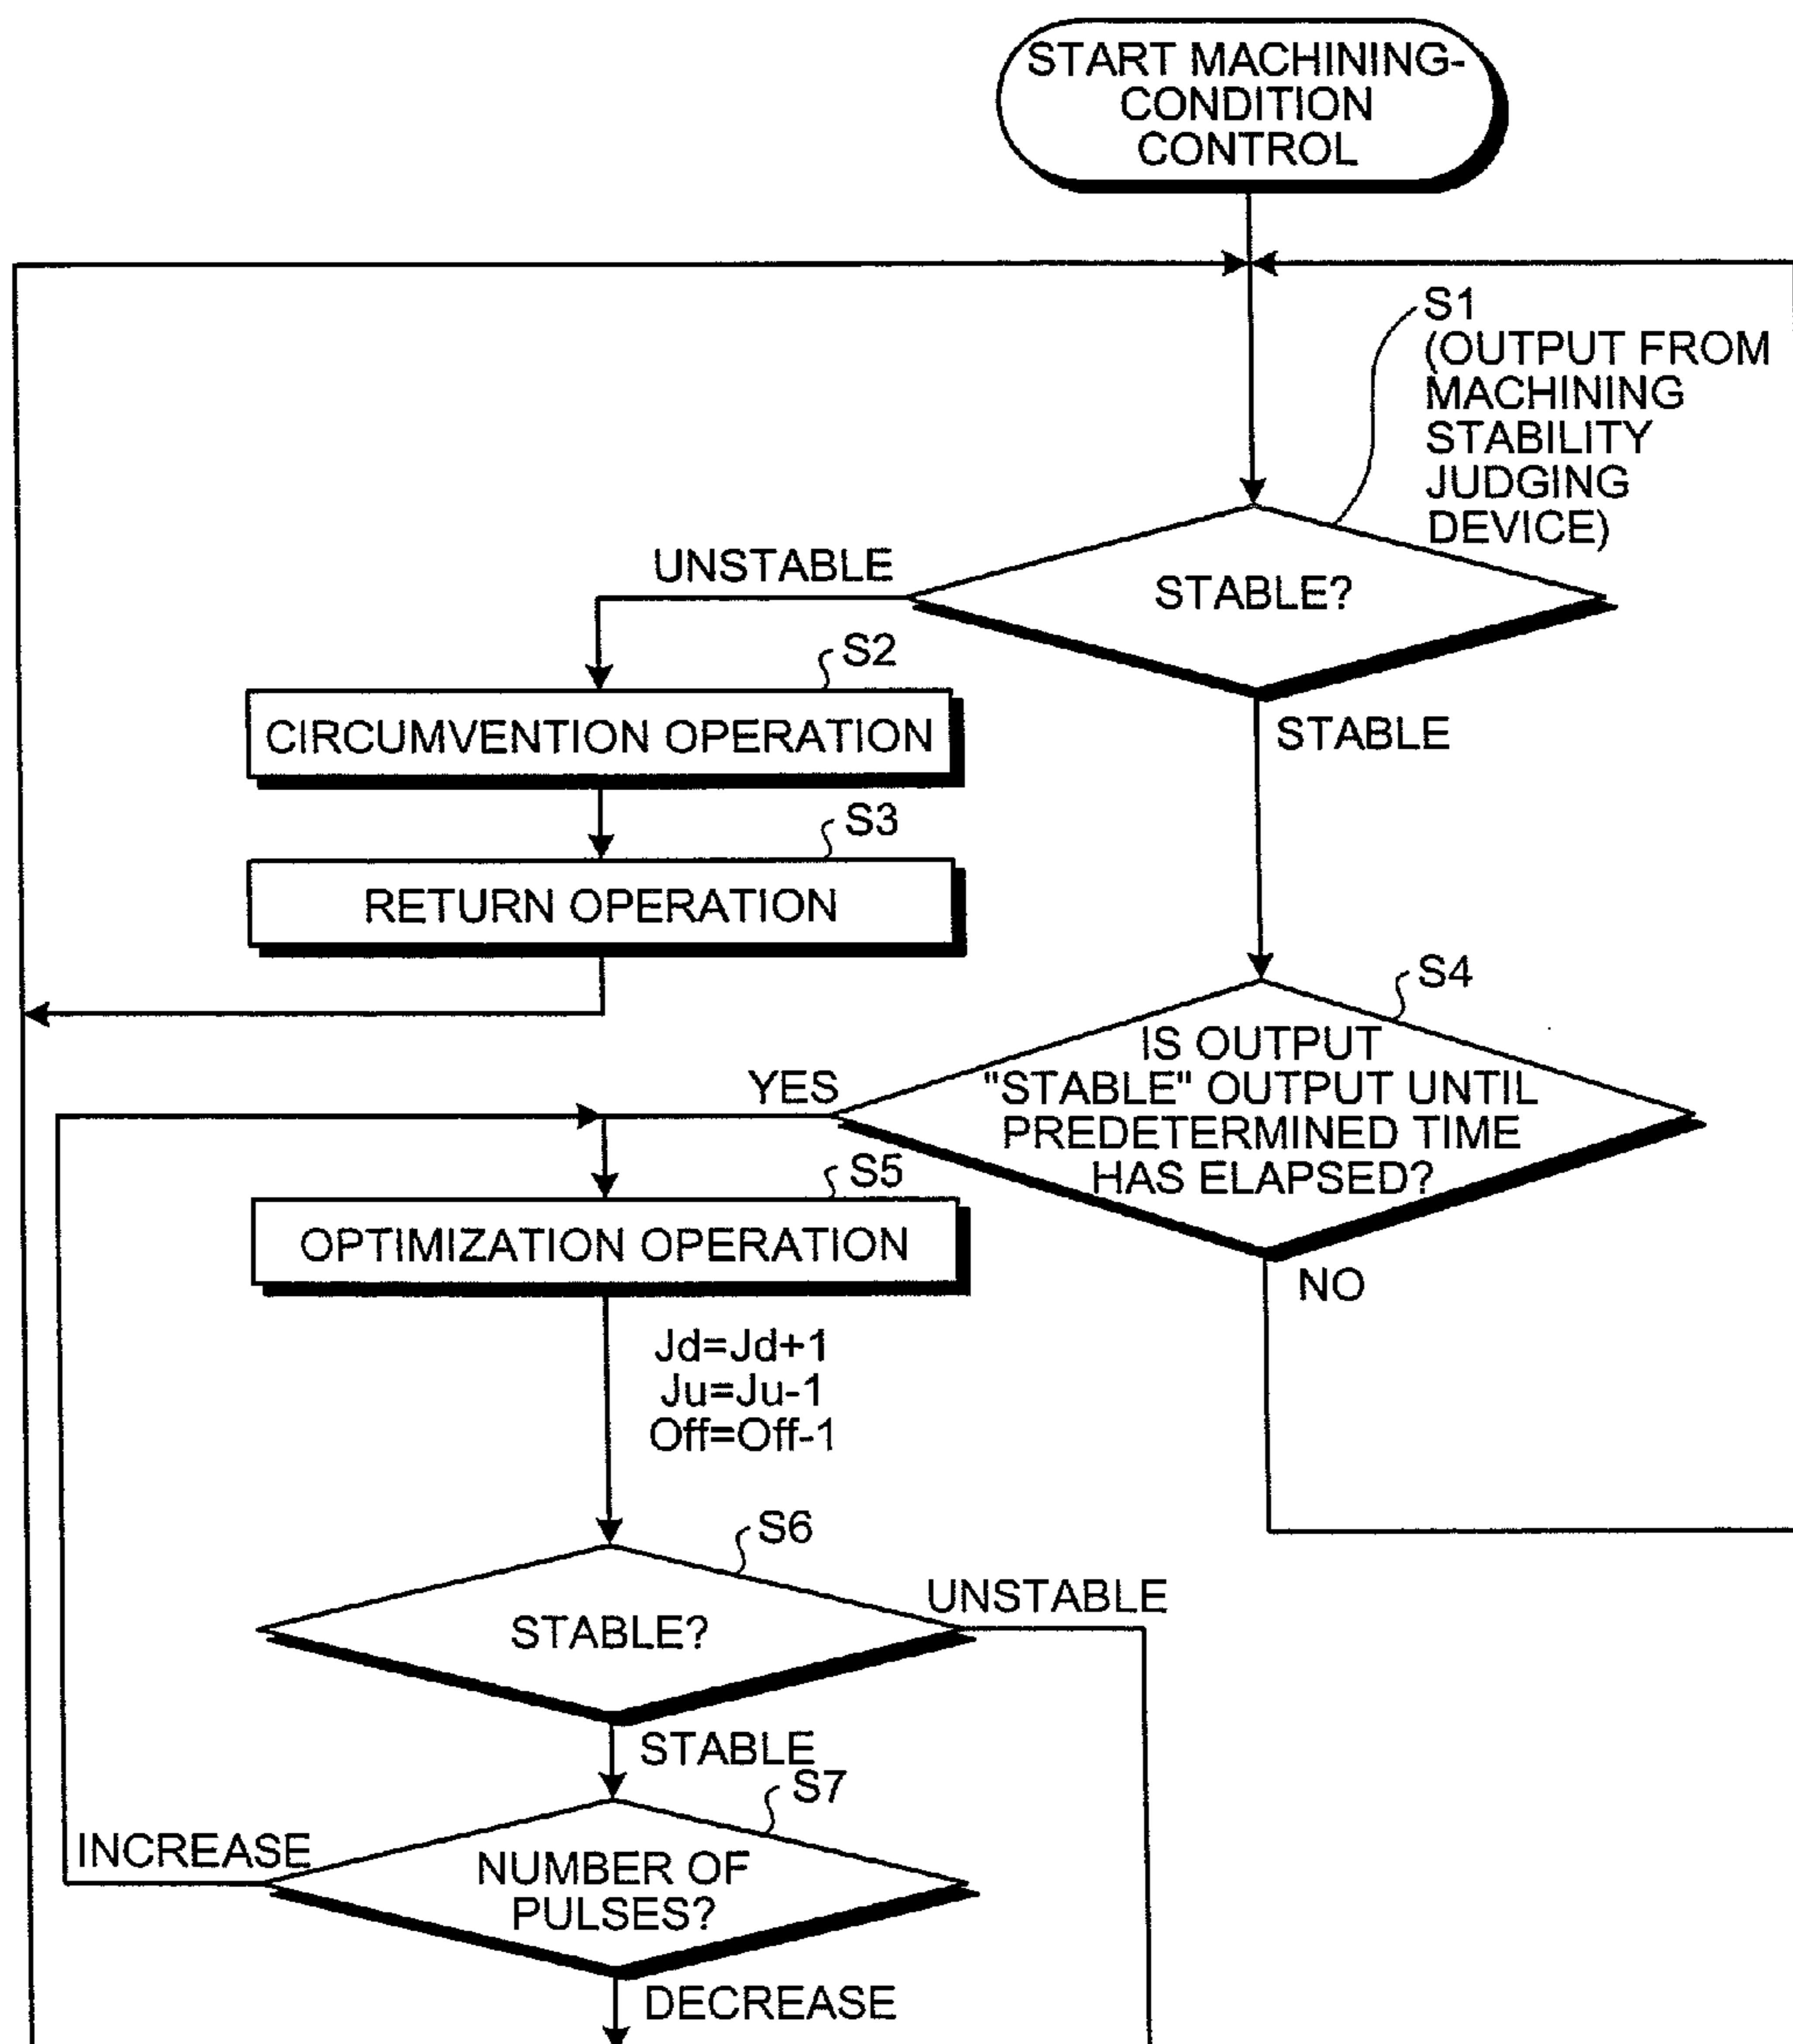 START MACHINING-
CONDITION
CONTROL
S1
(OUTPUT FROM
MACHINING
STABILITY
JUDGING
DEVICE)
UNSTABLE
STABLE?
S2
CIRCUMVENTION OPERATION
STABLE
S3
RETURN OPERATION
S4
IS OUTPUT
"STABLE" OUTPUT UNTIL
PREDETERMINED TIME
HAS ELAPSED?
YES
S5
OPTIMIZATION OPERATION
NO
Jd=Jd+1
Ju=Ju-1
Off=Off-1
S6
UNSTABLE
STABLE?
STABLE
S7
INCREASE
NUMBER OF
PULSES?
DECREASE